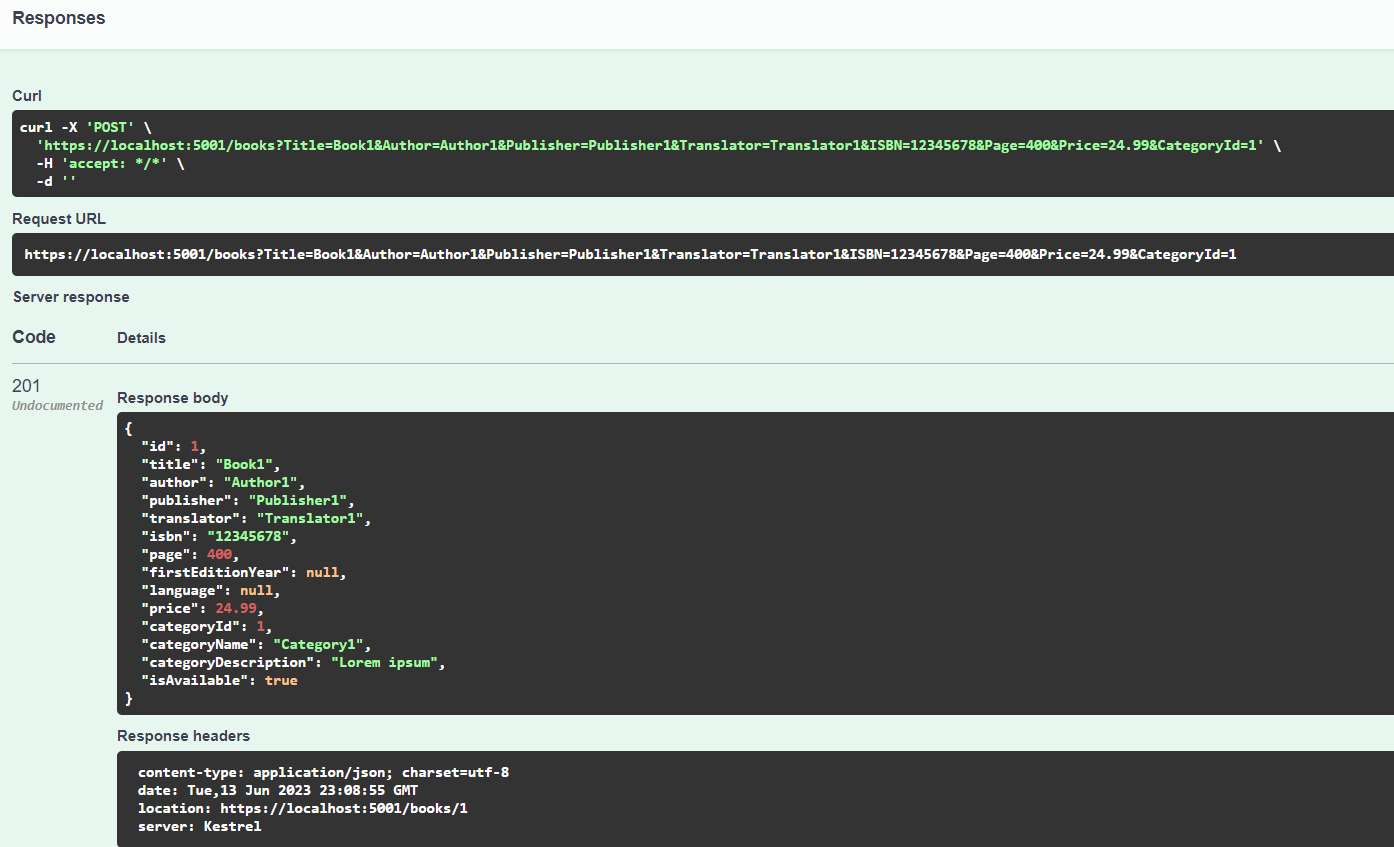 Responses
Curl
curl -X 'POST' \
  'https://localhost:5001/books?Title=Book1&Author=Author1&Publisher=Publisher1&Translator=Translator1&ISBN=12345678&Page=400&Price=24.99&CategoryId=1' \
  -H 'accept: */*' \
  -d ''
Request URL
https://localhost:5001/books?Title=Book1&Author=Author1&Publisher=Publisher1&Translator=Translator1&ISBN=12345678&Page=400&Price=24.99&CategoryId=1
Server response
Code Details
201
Undocumented
Response body
{
  "id": 1,
  "title": "Book1",
  "author": "Author1",
  "publisher": "Publisher1",
  "translator": "Translator1",
  "isbn": "12345678",
  "page": 400,
  "firstEditionYear": null,
  "language": null,
  "price": 24.99,
  "categoryId": 1,
  "categoryName": "Category1",
  "categoryDescription": "Lorem ipsum",
  "isAvailable": true
}
Response headers
content-type: application/json; charset=utf-8
date: Tue,13 Jun 2023 23:08:55 GMT
location: https://localhost:5001/books/1
server: Kestrel